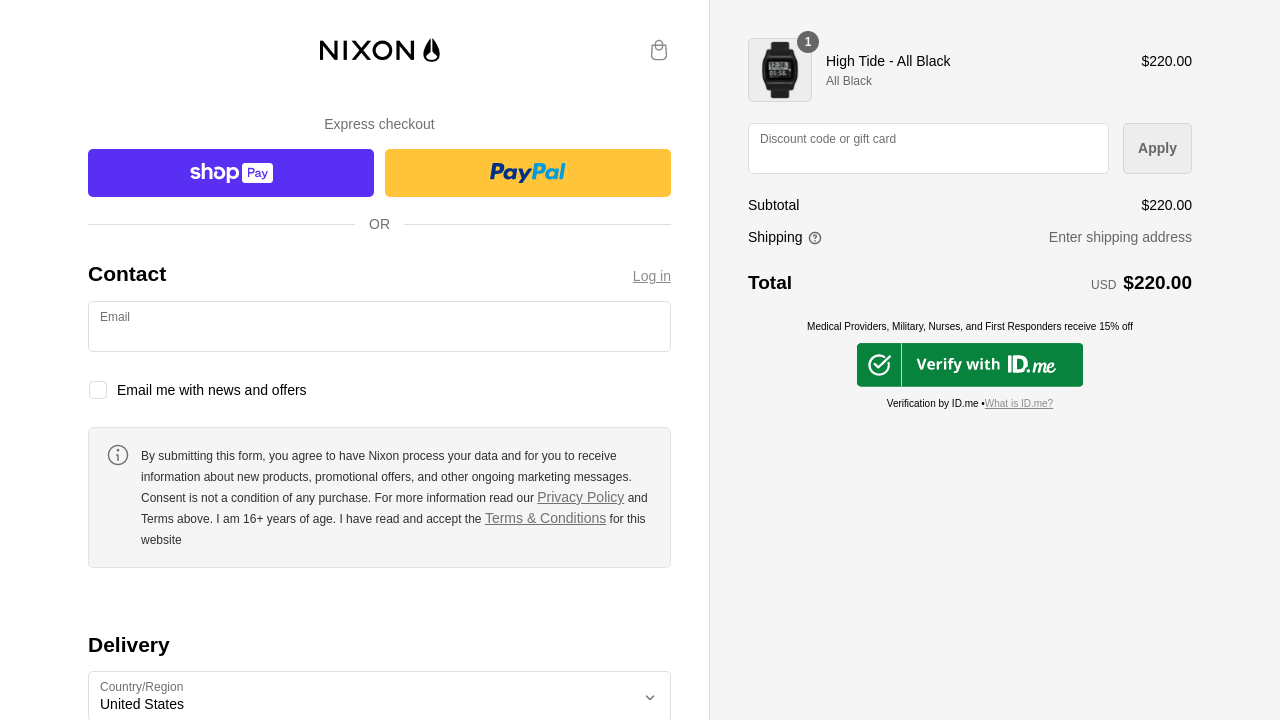 NIXON
Express checkout
shop Pay
PayPal
OR
Contact
Log in
Email
Email me with news and offers
By submitting this form, you agree to have Nixon process your data and for you to receive
information about new products, promotional offers, and other ongoing marketing messages.
Consent is not a condition of any purchase. For more information read our Privacy Policy and
Terms above. I am 16+ years of age. I have read and accept the Terms & Conditions for this
website
Delivery
Country/Region
United States
1
High Tide - All Black
$220.00
All Black
Discount code or gift card
Apply
Subtotal
$220.00
Shipping
Enter shipping address
Total
USD $220.00
Medical Providers, Military, Nurses, and First Responders receive 15% off
Verify with ID.me
Verification by ID.me •What is ID.me?